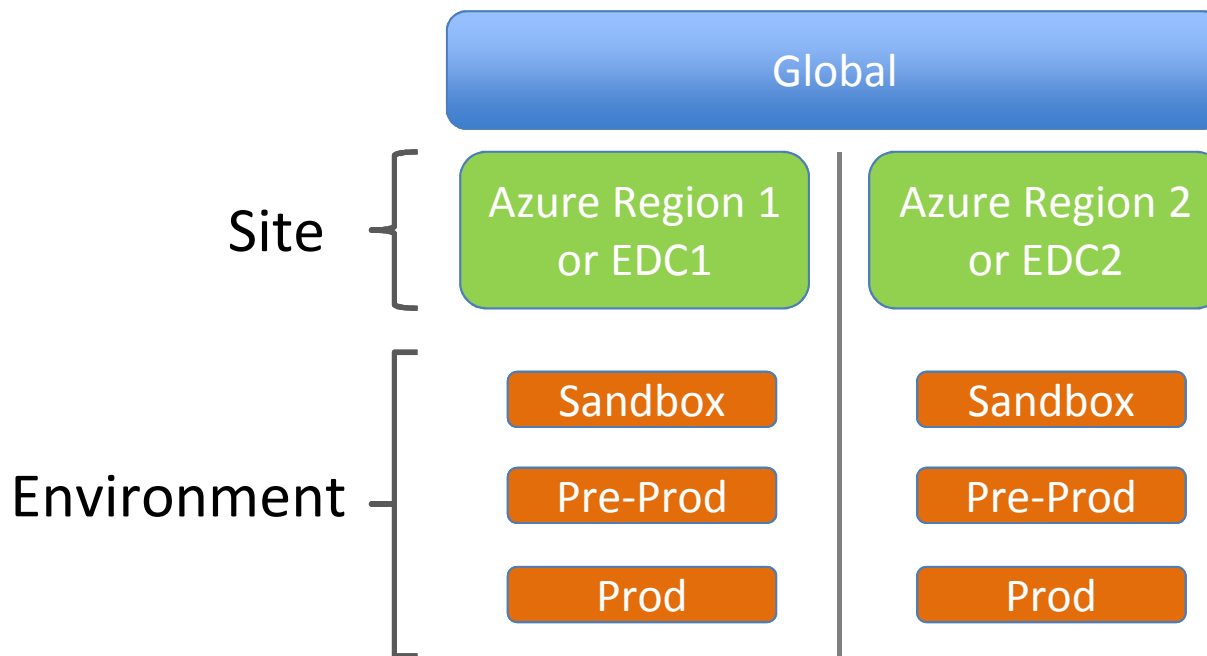 Global
Site
Azure Region 1
or EDC1
Azure Region 2
or EDC2
Environment
Sandbox
Sandbox
Pre-Prod
Pre-Prod
Prod
Prod